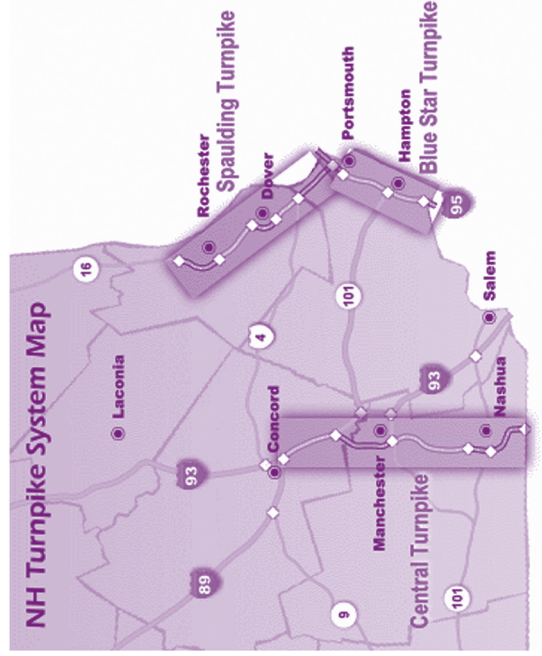 NH Turnpike System Map
Laconia
16
Rochester
Spaulding Turnpike
Dover
Portsmouth
Hampton
Blue Star Turnpike
95
4
101
Salem
93
Concord
93
89
Manchester
Nashua
Central Turnpike
9
101